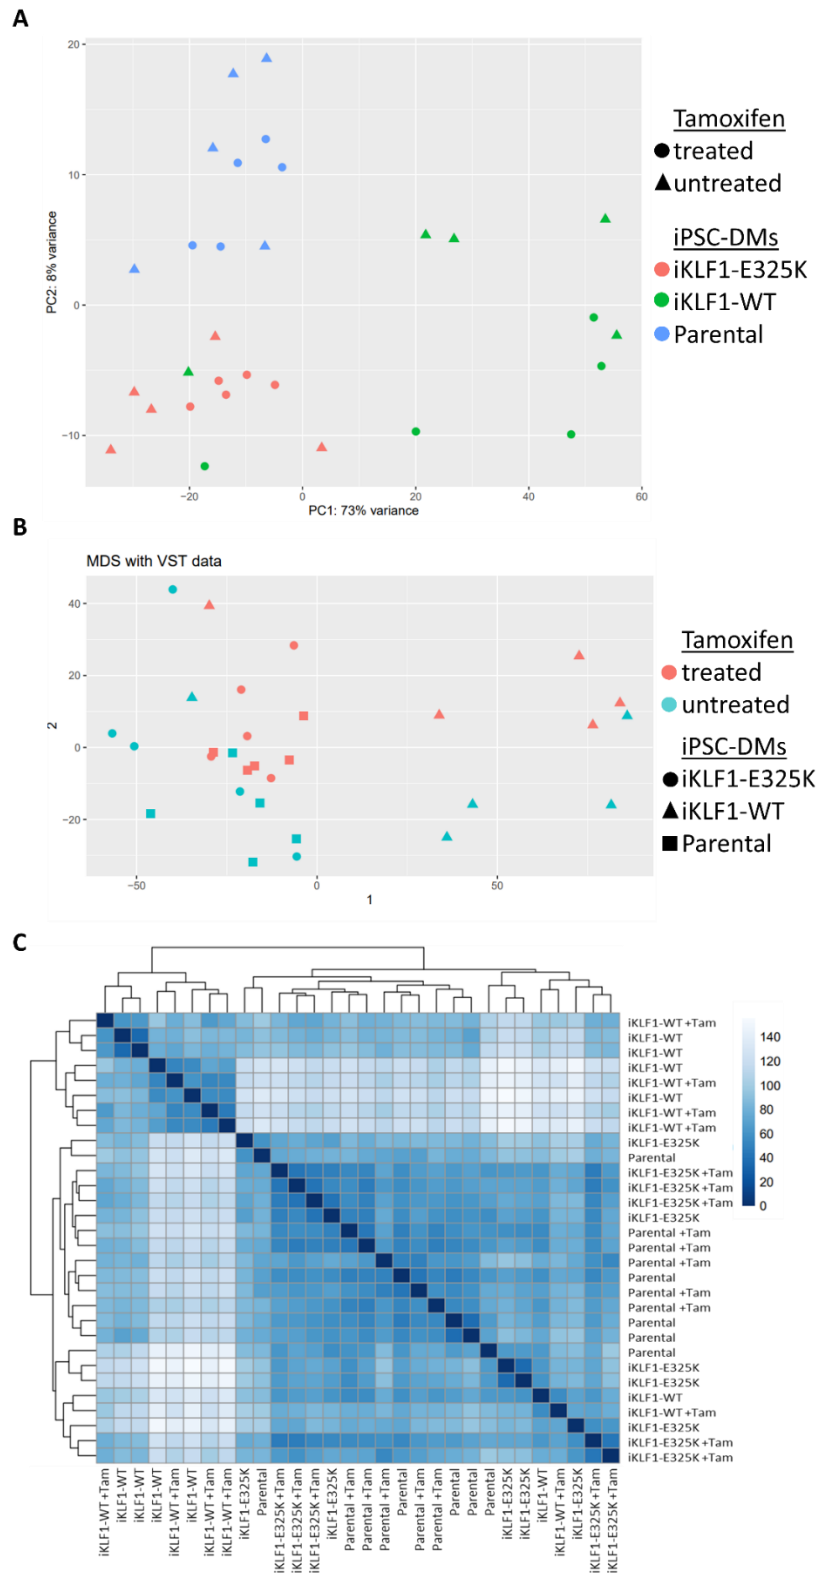 A
20
10
0
−10
−20
0
20
40
60
PC2: 8% variance
PC1: 73% variance
Tamoxifen
treated
untreated
iPSC-DMs
iKLF1-E325K
iKLF1-WT
Parental
B
MDS with VST data
40
20
0
−20
−50
0
50
2
1
Tamoxifen
treated
untreated
iPSC-DMs
iKLF1-E325K
iKLF1-WT
Parental
C
iKLF1-WT +Tam
iKLF1-WT
iKLF1-WT
iKLF1-WT
iKLF1-WT +Tam
iKLF1-WT
iKLF1-WT +Tam
iKLF1-WT +Tam
iKLF1-E325K
Parental
iKLF1-E325K +Tam
iKLF1-E325K +Tam
iKLF1-E325K +Tam
iKLF1-E325K
Parental +Tam
Parental +Tam
Parental +Tam
Parental
Parental +Tam
Parental +Tam
Parental
Parental
Parental
iKLF1-E325K
iKLF1-E325K
iKLF1-WT
iKLF1-WT +Tam
iKLF1-E325K
iKLF1-E325K +Tam
iKLF1-E325K +Tam
140
120
100
80
60
40
20
0
iKLF1-WT +Tam
iKLF1-WT
iKLF1-WT
iKLF1-WT
iKLF1-WT +Tam
iKLF1-WT
iKLF1-WT +Tam
iKLF1-WT +Tam
iKLF1-E325K
Parental
iKLF1-E325K +Tam
iKLF1-E325K +Tam
iKLF1-E325K +Tam
iKLF1-E325K
Parental +Tam
Parental +Tam
Parental +Tam
Parental
Parental +Tam
Parental +Tam
Parental
Parental
Parental
iKLF1-E325K
iKLF1-E325K
iKLF1-WT
iKLF1-WT +Tam
iKLF1-E325K
iKLF1-E325K +Tam
iKLF1-E325K +Tam